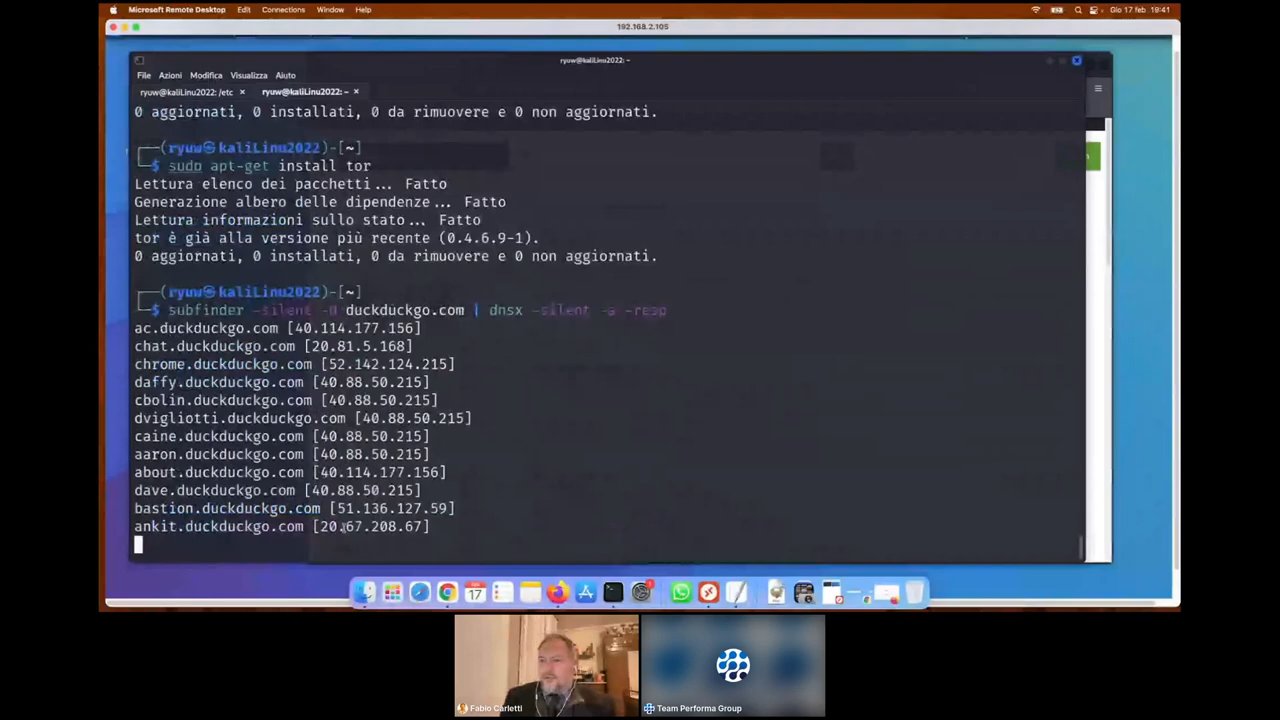 Microsoft Remote Desktop Edit Connections Window Help Gio 17 feb 19:41
192.168.2.105
ryuw@kaliLinu2022: ~
File Azioni Modifica Visualizza Aiuto
ryuw@kaliLinu2022: /etc × ryuw@kaliLinu2022: ~ ×
0 aggiornati, 0 installati, 0 da rimuovere e 0 non aggiornati.
┌──(ryuw㉿kaliLinu2022)-[~]
└─$ sudo apt-get install tor
Lettura elenco dei pacchetti... Fatto
Generazione albero delle dipendenze... Fatto
Lettura informazioni sullo stato... Fatto
tor è già alla versione più recente (0.4.6.9-1).
0 aggiornati, 0 installati, 0 da rimuovere e 0 non aggiornati.
┌──(ryuw㉿kaliLinu2022)-[~]
└─$ subfinder -silent -d duckduckgo.com | dnsx -silent -a -resp
ac.duckduckgo.com [40.114.177.156]
chat.duckduckgo.com [20.81.5.168]
chrome.duckduckgo.com [52.142.124.215]
daffy.duckduckgo.com [40.88.50.215]
cbolin.duckduckgo.com [40.88.50.215]
dvigliotti.duckduckgo.com [40.88.50.215]
caine.duckduckgo.com [40.88.50.215]
aaron.duckduckgo.com [40.88.50.215]
about.duckduckgo.com [40.114.177.156]
dave.duckduckgo.com [40.88.50.215]
bastion.duckduckgo.com [51.136.127.59]
ankit.duckduckgo.com [20.67.208.67]
17
Fabio Carletti
Team Performa Group